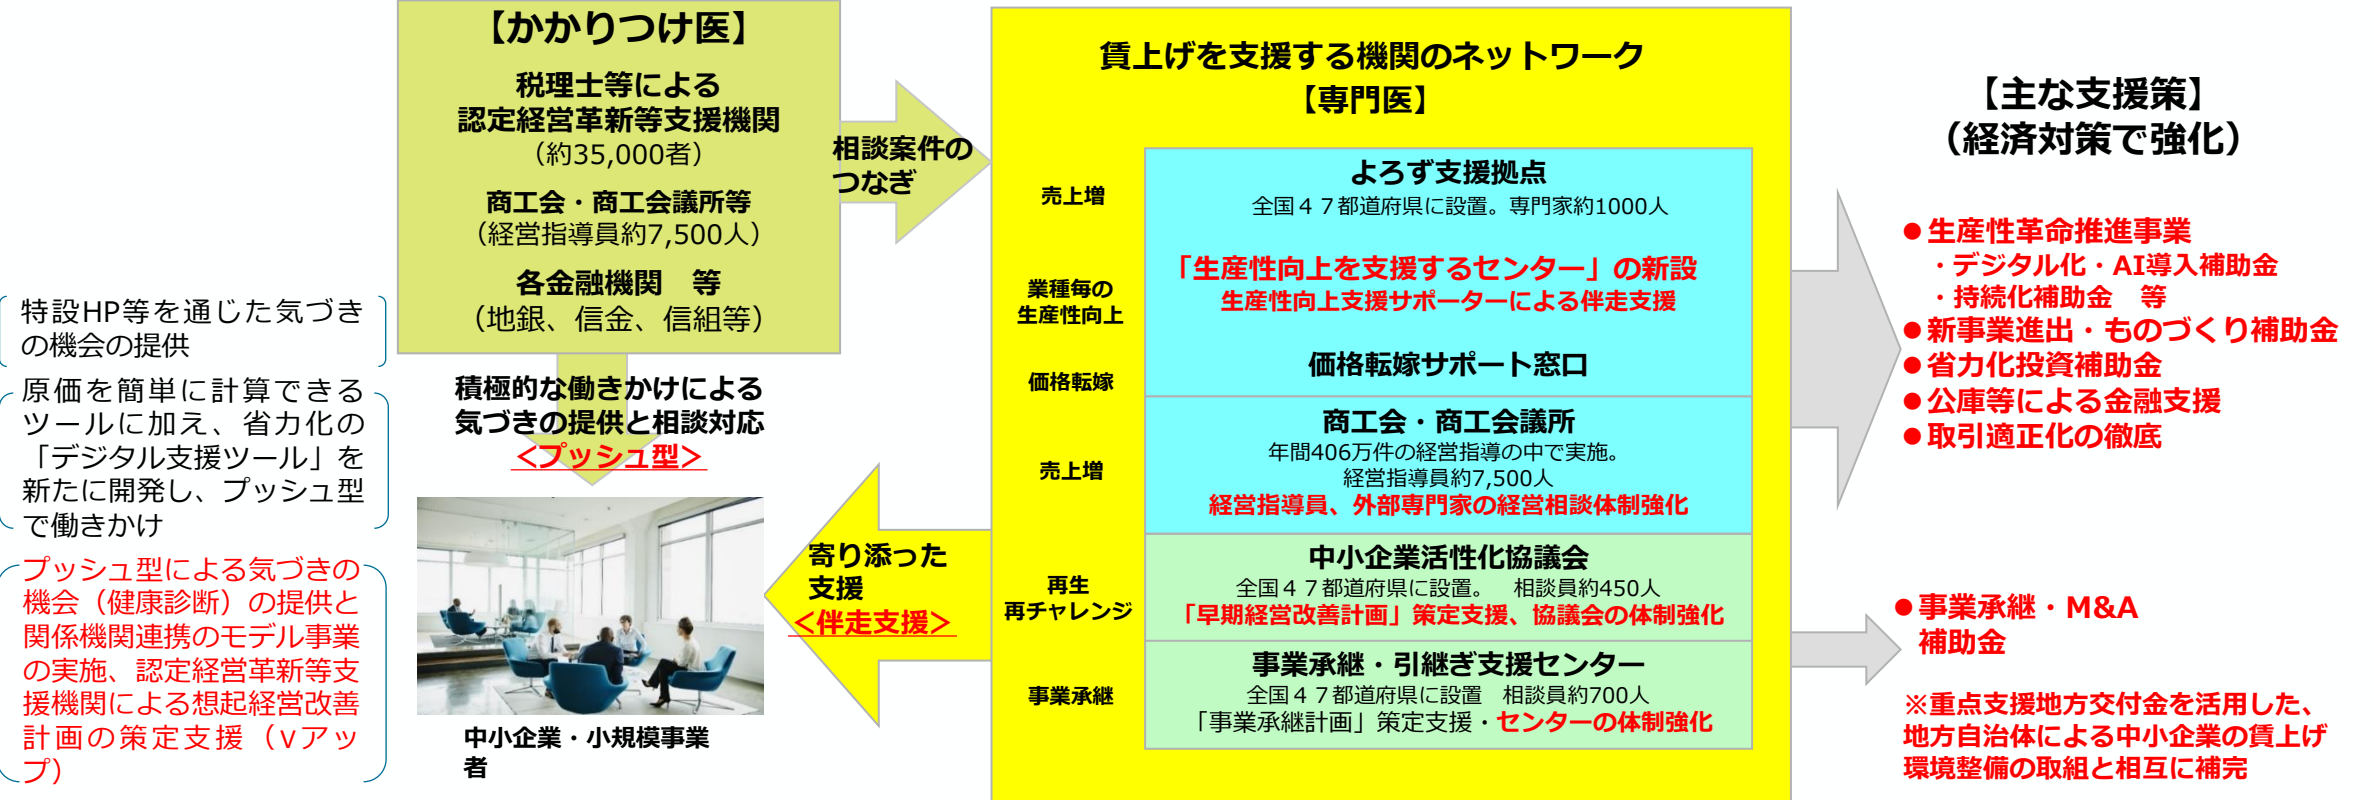 【かかりつけ医】
税理士等による
認定経営革新等支援機関
（約35,000者）
商工会・商工会議所等
（経営指導員約7,500人）
各金融機関　等
（地銀、信金、信組等）
特設HP等を通じた気づき
の機会の提供
原価を簡単に計算できる
ツールに加え、省力化の
「デジタル支援ツール」を
新たに開発し、プッシュ型
で働きかけ
プッシュ型による気づきの
機会（健康診断）の提供と
関係機関連携のモデル事業
の実施、認定経営革新等支
援機関による想起経営改善
計画の策定支援（vアッ
プ）
積極的な働きかけによる
気づきの提供と相談対応
＜プッシュ型＞
中小企業・小規模事業
者
相談案件の
つなぎ
寄り添った
支援
＜伴走支援＞
賃上げを支援する機関のネットワーク
【専門医】
売上増
よろず支援拠点
全国４７都道府県に設置。専門家約1000人
業種毎の
生産性向上
「生産性向上を支援するセンター」の新設
生産性向上支援サポーターによる伴走支援
価格転嫁
価格転嫁サポート窓口
売上増
商工会・商工会議所
年間406万件の経営指導の中で実施。
経営指導員約7,500人
経営指導員、外部専門家の経営相談体制強化
再生
再チャレンジ
中小企業活性化協議会
全国４７都道府県に設置。　相談員約450人
「早期経営改善計画」策定支援、協議会の体制強化
事業承継
事業承継・引継ぎ支援センター
全国４７都道府県に設置　相談員約700人
「事業承継計画」策定支援・センターの体制強化
【主な支援策】
（経済対策で強化）
●生産性革命推進事業
・デジタル化・AI導入補助金
・持続化補助金　等
●新事業進出・ものづくり補助金
●省力化投資補助金
●公庫等による金融支援
●取引適正化の徹底
●事業承継・M&A
補助金
※重点支援地方交付金を活用した、
地方自治体による中小企業の賃上げ
環境整備の取組と相互に補完